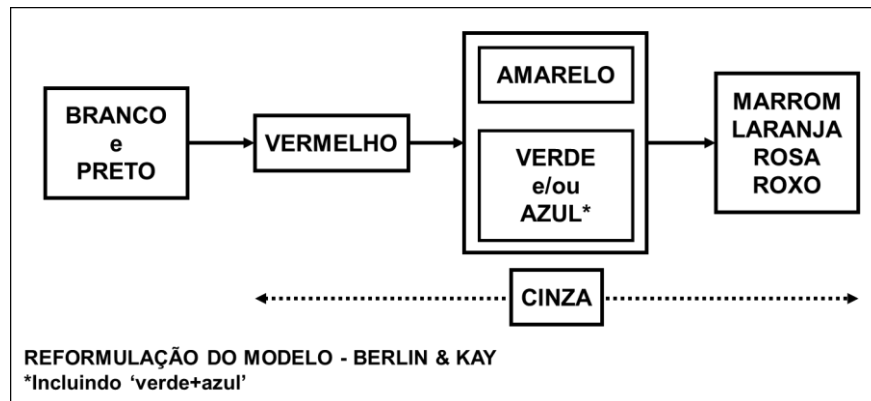 BRANCO
e
PRETO
VERMELHO
AMARELO
VERDE
e/ou
AZUL*
MARROM
LARANJA
ROSA
ROXO
CINZA
REFORMULAÇÃO DO MODELO - BERLIN & KAY
*Incluindo ‘verde+azul’